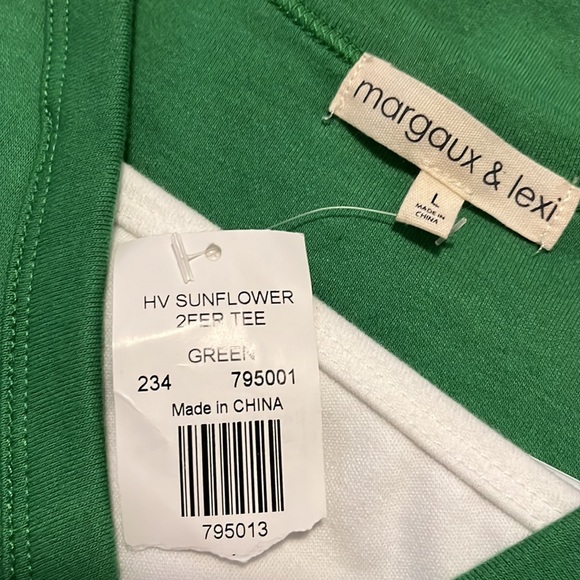 margaux & lexi
L
MADE IN
CHINA
HV SUNFLOWER
2FER TEE
GREEN
234 795001
Made in CHINA
795013